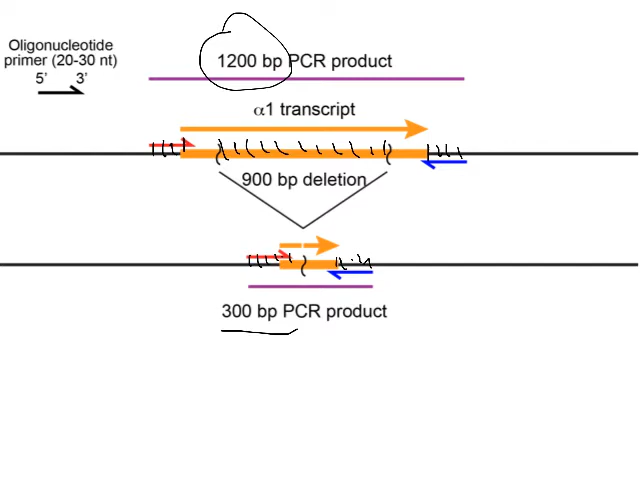 Oligonucleotide
primer (20-30 nt)
5’ 3’
1200 bp PCR product
α1 transcript
900 bp deletion
300 bp PCR product